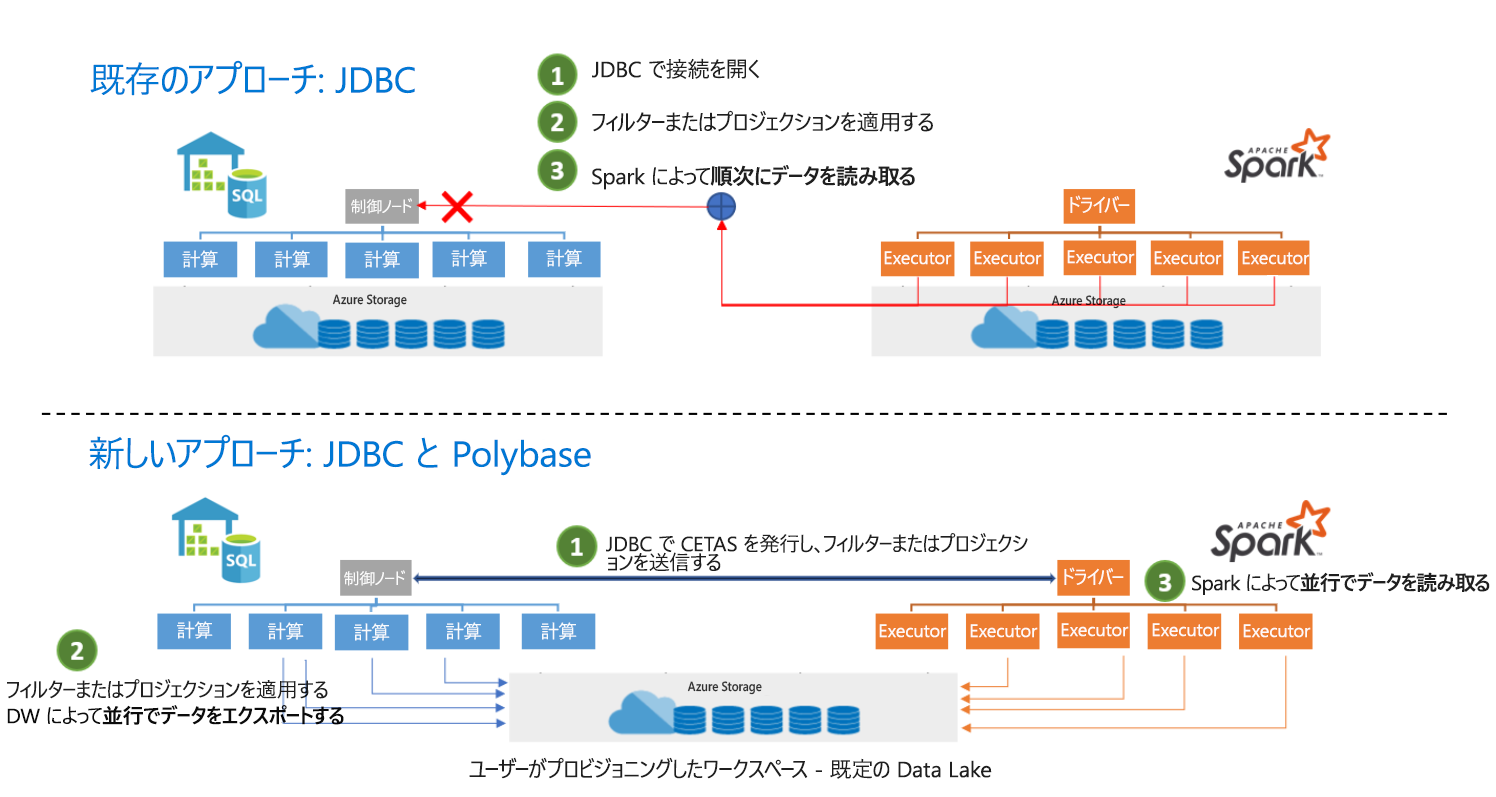 既存のアプローチ: JDBC
1
JDBC で接続を開く
2
フィルターまたはプロジェクションを適用する
3
Spark によって順次にデータを読み取る
SQL
APACHE
Spark
制御ノード
ドライバー
計算
計算
計算
計算
計算
Executor
Executor
Executor
Executor
Executor
Azure Storage
Azure Storage
新しいアプローチ: JDBC と Polybase
SQL
1
JDBC で CETAS を発行し、フィルターまたはプロジェクシ
ョンを送信する
APACHE
Spark
制御ノード
ドライバー
3
Spark によって並行でデータを読み取る
計算
計算
計算
計算
計算
Executor
Executor
Executor
Executor
Executor
2
フィルターまたはプロジェクションを適用する
DW によって並行でデータをエクスポートする
Azure Storage
ユーザーがプロビジョニングしたワークスペース - 既定の Data Lake